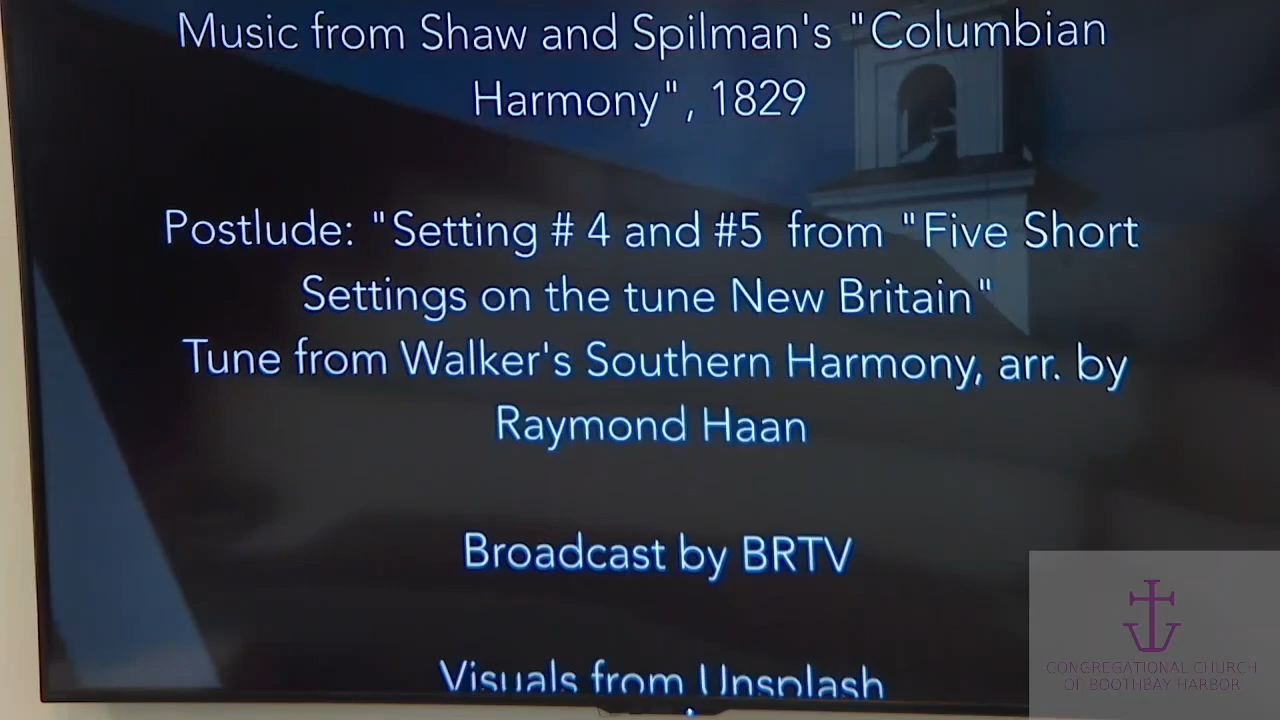 Music from Shaw and Spilman's "Columbian
Harmony", 1829
Postlude: "Setting # 4 and #5 from "Five Short
Settings on the tune New Britain"
Tune from Walker's Southern Harmony, arr. by
Raymond Haan
Broadcast by BRTV
Visuals from Unsplash
CONGREGATIONAL CHURCH
OF BOOTHBAY HARBOR